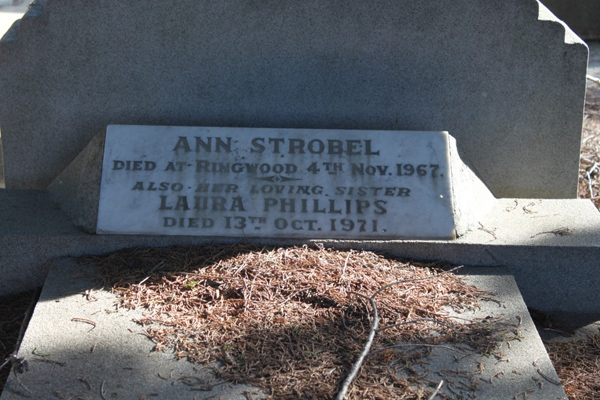 ANN STROBEL
DIED AT RINGWOOD 4TH NOV. 1967.
ALSO HER LOVING SISTER
LAURA PHILLIPS
DIED 13TH OCT. 1971.